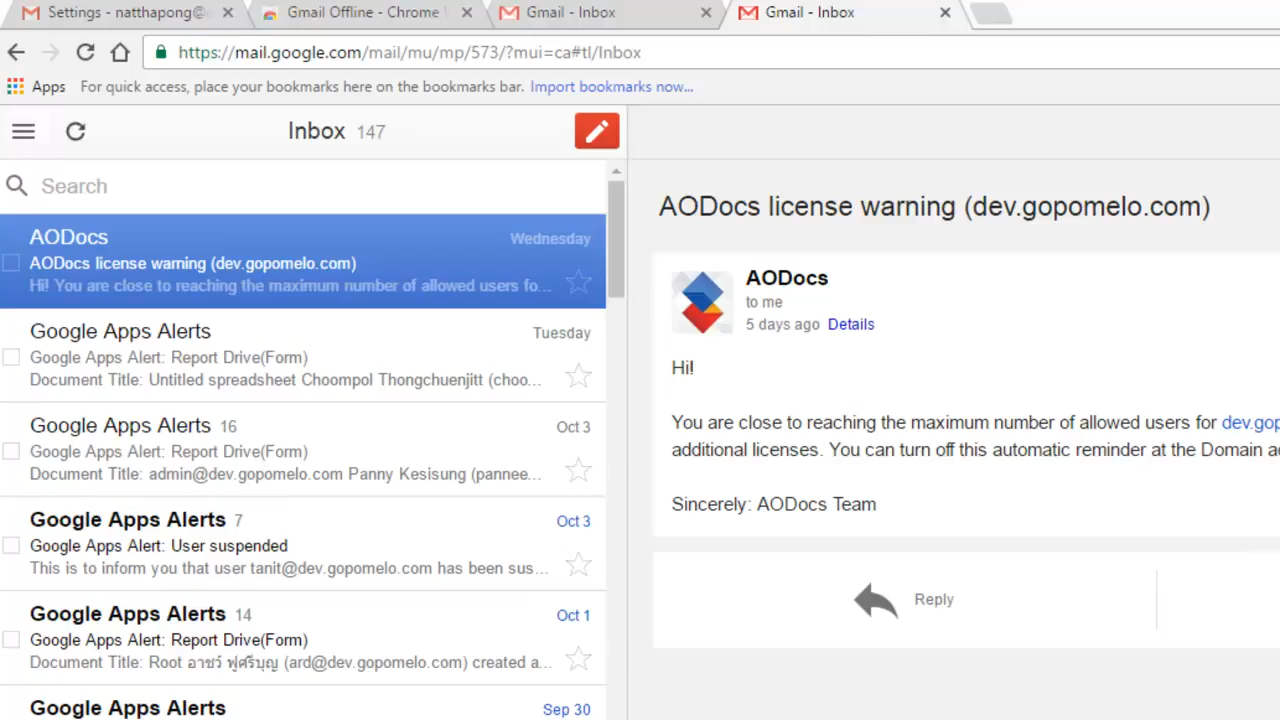 Settings - natthapong@
Gmail Offline - Chrome
Gmail - Inbox
Gmail - Inbox
https://mail.google.com/mail/mu/mp/573/?mui=ca#tl/Inbox
Apps For quick access, place your bookmarks here on the bookmarks bar. Import bookmarks now...
Inbox 147
Search
AODocs Wednesday
AODocs license warning (dev.gopomelo.com)
Hi! You are close to reaching the maximum number of allowed users fo...
Google Apps Alerts Tuesday
Google Apps Alert: Report Drive(Form)
Document Title: Untitled spreadsheet Choompol Thongchuenjitt (choo...
Google Apps Alerts 16 Oct 3
Google Apps Alert: Report Drive(Form)
Document Title: admin@dev.gopomelo.com Panny Kesisung (pannee...
Google Apps Alerts 7 Oct 3
Google Apps Alert: User suspended
This is to inform you that user tanit@dev.gopomelo.com has been sus...
Google Apps Alerts 14 Oct 1
Google Apps Alert: Report Drive(Form)
Document Title: Root อาชว์ ฟูศรีบุญ (ard@dev.gopomelo.com) created a...
Google Apps Alerts Sep 30
AODocs license warning (dev.gopomelo.com)
AODocs
to me
5 days ago Details
Hi!
You are close to reaching the maximum number of allowed users for dev.gop
additional licenses. You can turn off this automatic reminder at the Domain ad
Sincerely: AODocs Team
Reply